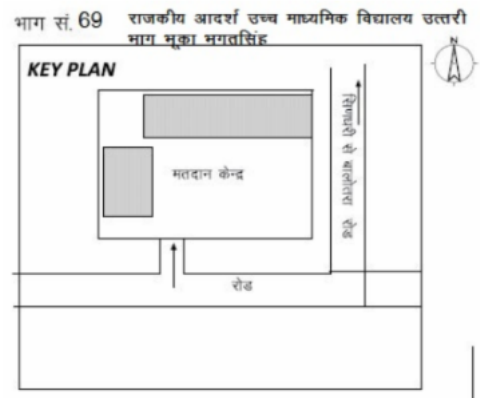 भाग सं. 69 राजकीय आदर्श उच्च माध्यमिक विद्यालय उत्तरी
भाग भूका भगतसिंह
N
KEY PLAN
मतदान केन्द्र
सिणधरी से बालोतरा रोड
रोड